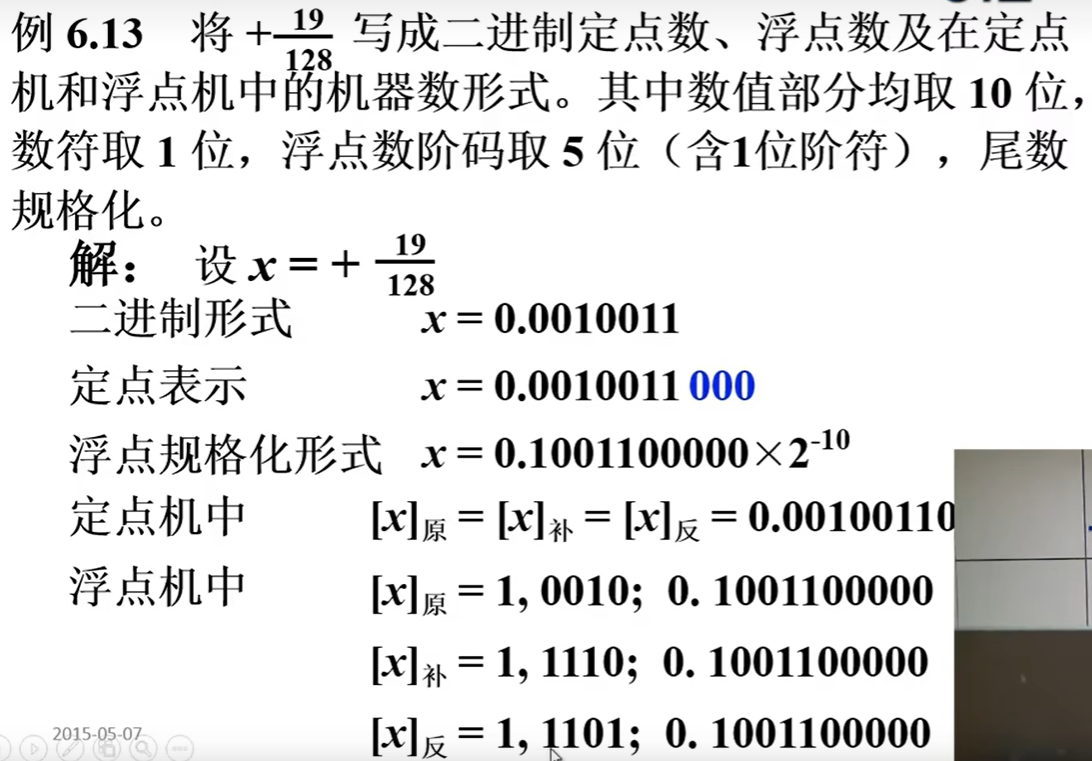 例 6.13 将 +19/128 写成二进制定点数、浮点数及在定点
机和浮点机中的机器数形式。其中数值部分均取 10 位，
数符取 1 位，浮点数阶码取 5 位（含1位阶符），尾数
规格化。
解： 设 x = + 19/128
二进制形式 x = 0.0010011
定点表示 x = 0.0010011 000
浮点规格化形式 x = 0.1001100000×2^-10
定点机中 [x]原 = [x]补 = [x]反 = 0.00100110
浮点机中 [x]原 = 1, 0010; 0. 1001100000
[x]补 = 1, 1110; 0. 1001100000
[x]反 = 1, 1101; 0. 1001100000
2015-05-07